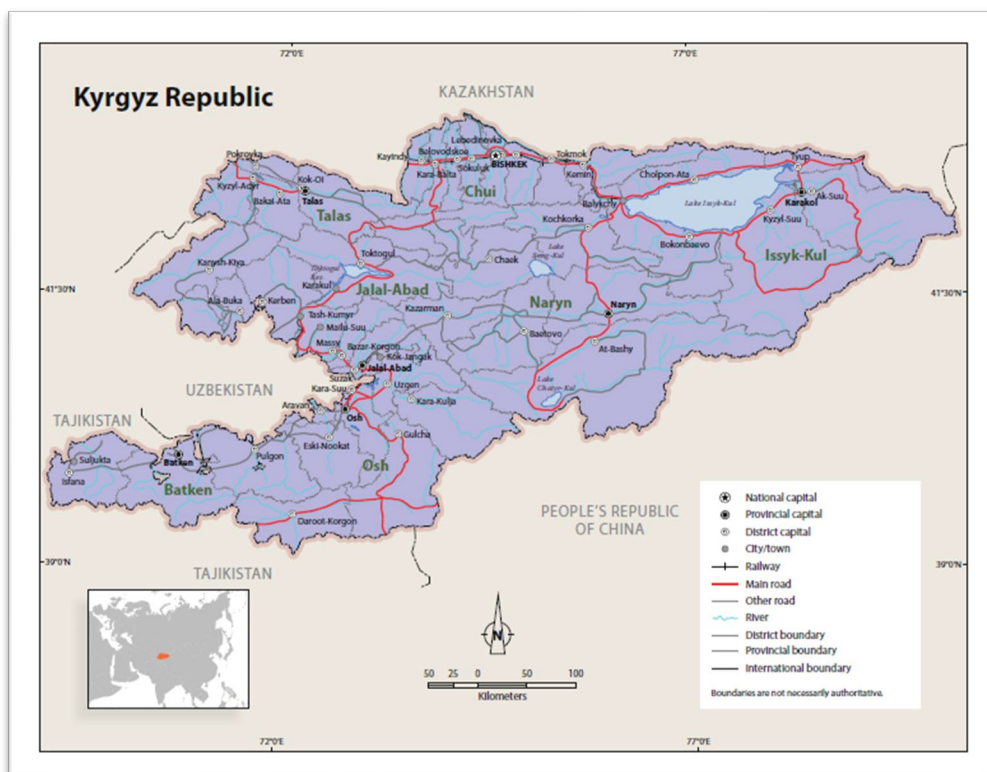 72°0'E
77°0'E
Kyrgyz Republic
KAZAKHSTAN
Lebedinovka
Pokrovka
Kayindy
Belovodskoe
BISHKEK
Tokmok
Tyup
Sokuluk
Kara-Balta
Kemin
Cholpon-Ata
Kok-Oi
Kyzyl-Adyr
Chui
Ak-Suu
Bakai-Ata
Talas
Karakol
Balykchy
Lake Issyk-Kul
Talas
Kochkorka
Kyzyl-Suu
Bokonbaevo
Lake
Song-Kul
Toktogul
Chaek
Issyk-Kul
Kanysh-Kiya
Toktogul
Res.
Karakul
41°30'N
Jalal-Abad
41°30'N
Ala-Buka
Kerben
Kazarman
Naryn
Naryn
Tash-Kumyr
Mailu-Suu
Baetovo
Massy
Bazar-Korgon
At-Bashy
Kok-Jangak
Jalal-Abad
Suzak
Lake
Chatyr-Kul
UZBEKISTAN
Kara-Suu
Uzgen
Kara-Kulja
Aravan
Osh
TAJIKISTAN
Gulcha
Eski-Nookat
Suljukta
Batken
Pulgon
Osh
Isfana
Batken
Daroot-Korgon
PEOPLE'S REPUBLIC
OF CHINA
39°0'N
39°0'N
TAJIKISTAN
National capital
Provincial capital
District capital
City/town
Railway
Main road
Other road
River
District boundary
Provincial boundary
International boundary
Boundaries are not necessarily authoritative.
N
50 25 0 50 100
Kilometers
72°0'E
77°0'E